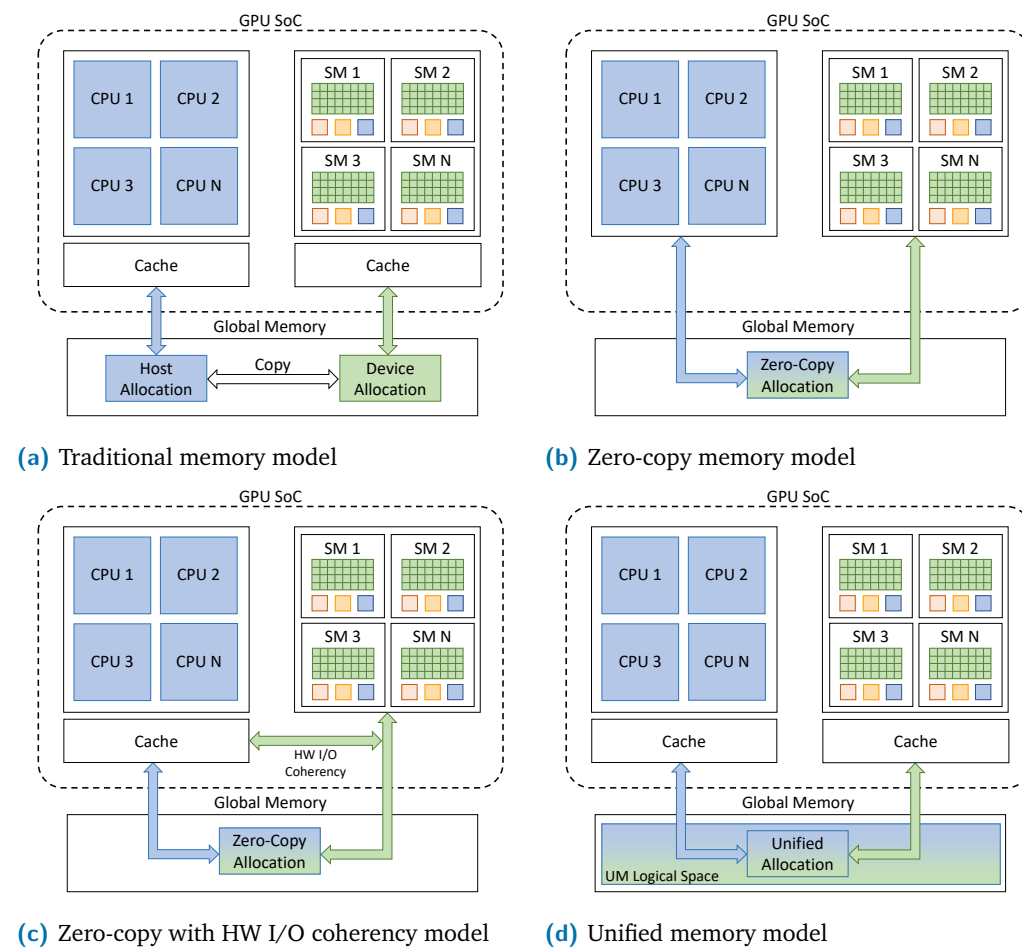 GPU SoC
CPU 1
CPU 2
CPU 3
CPU N
SM 1
SM 2
SM 3
SM N
Cache
Cache
Global Memory
Host
Allocation
Copy
Device
Allocation
(a) Traditional memory model
GPU SoC
CPU 1
CPU 2
CPU 3
CPU N
SM 1
SM 2
SM 3
SM N
Global Memory
Zero-Copy
Allocation
(b) Zero-copy memory model
GPU SoC
CPU 1
CPU 2
CPU 3
CPU N
SM 1
SM 2
SM 3
SM N
Cache
HW I/O
Coherency
Global Memory
Zero-Copy
Allocation
(c) Zero-copy with HW I/O coherency model
GPU SoC
CPU 1
CPU 2
CPU 3
CPU N
SM 1
SM 2
SM 3
SM N
Cache
Cache
Global Memory
Unified
Allocation
UM Logical Space
(d) Unified memory model